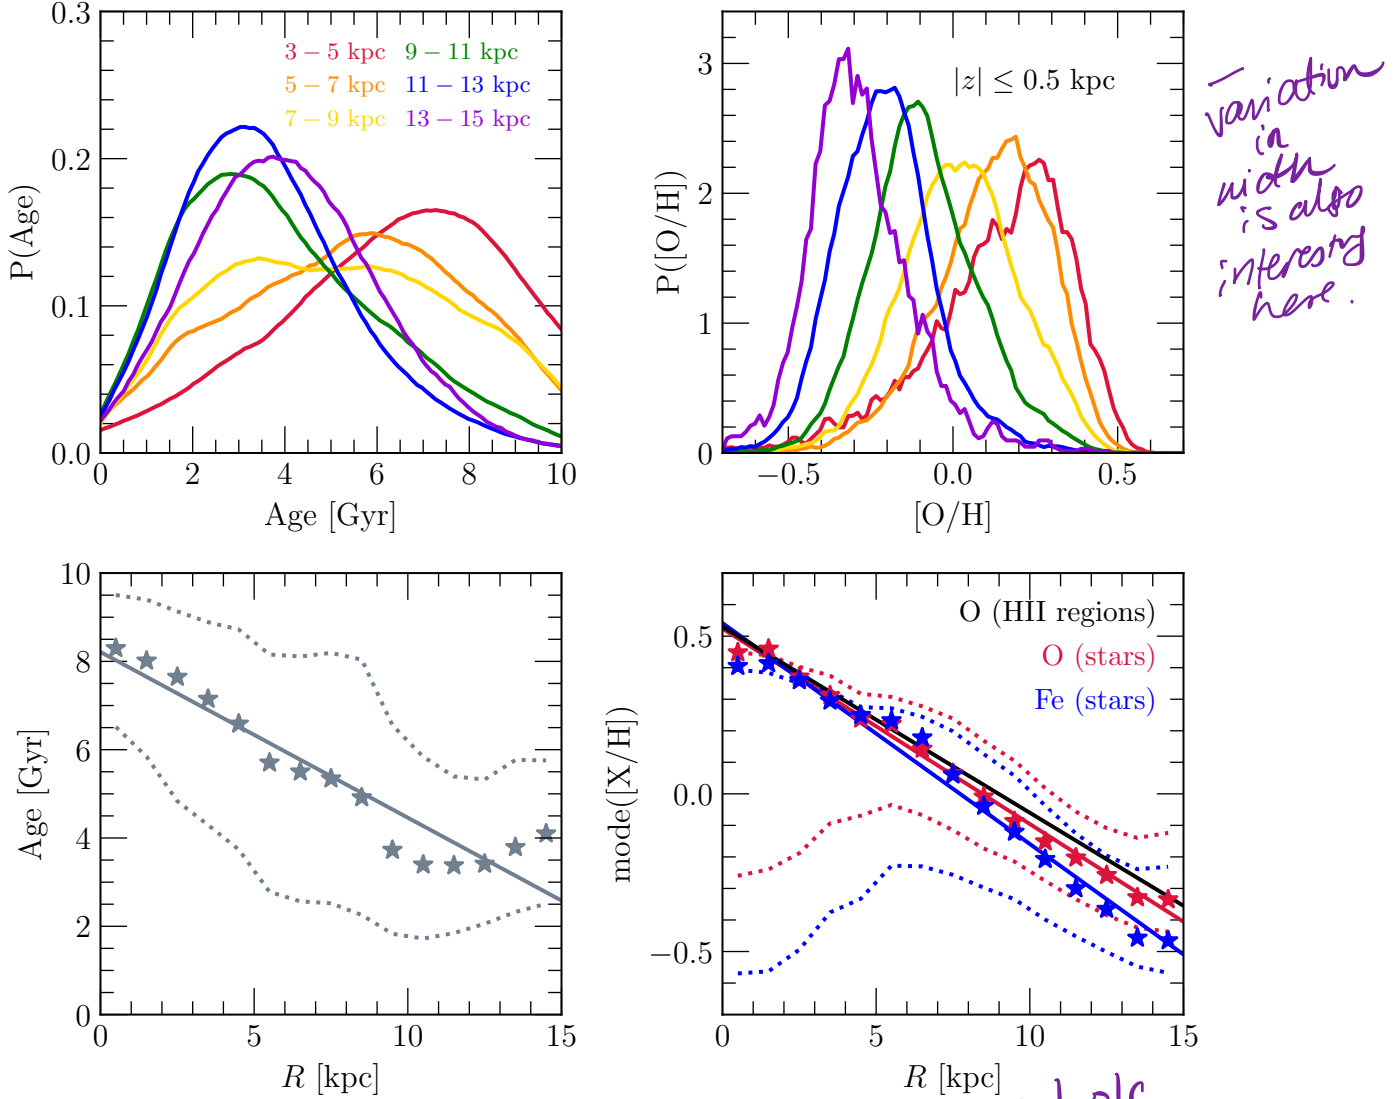 0.3
0.2
0.1
0.0
P(Age)
3 − 5 kpc 9 − 11 kpc
5 − 7 kpc 11 − 13 kpc
7 − 9 kpc 13 − 15 kpc
0 2 4 6 8 10
Age [Gyr]
3
2
1
0
P([O/H])
|z| ≤ 0.5 kpc
−0.5 0.0 0.5
[O/H]
variation
in
width
is also
interesting
here.
10
8
6
4
2
0
Age [Gyr]
0 5 10 15
R [kpc]
0.5
0.0
−0.5
mode([X/H])
O (HII regions)
O (stars)
Fe (stars)
0 5 10 15
R [kpc]